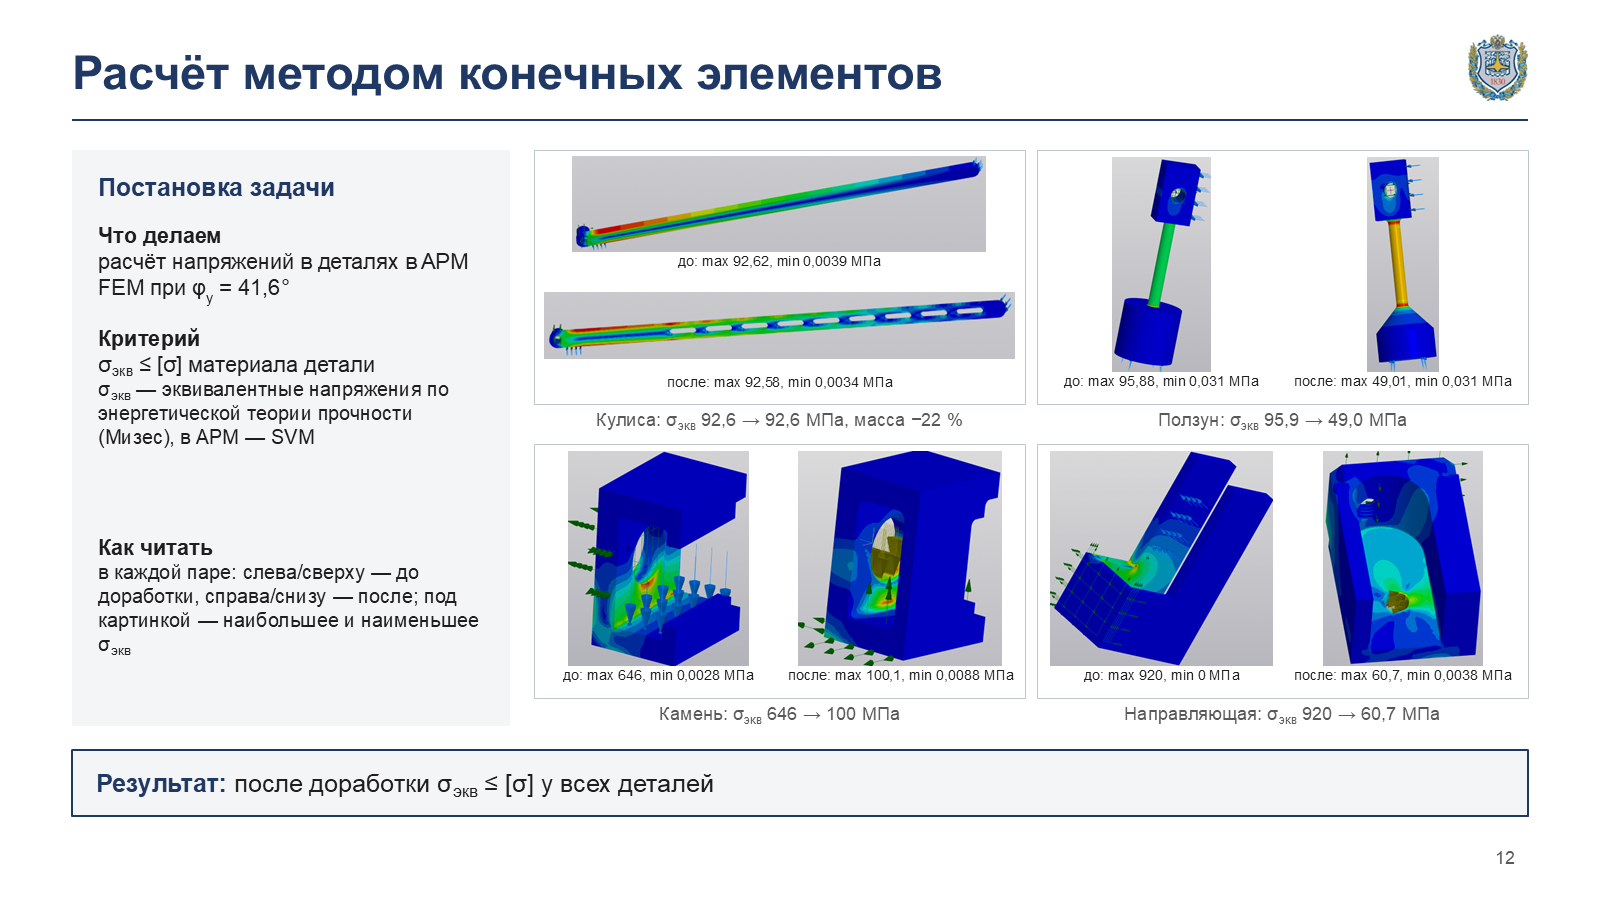 Расчёт методом конечных элементов
1830
Постановка задачи
Что делаем
расчёт напряжений в деталях в APM
FEM при φу = 41,6°
Критерий
σэкв ≤ [σ] материала детали
σэкв — эквивалентные напряжения по
энергетической теории прочности
(Мизес), в APM — SVM
Как читать
в каждой паре: слева/сверху — до
доработки, справа/снизу — после; под
картинкой — наибольшее и наименьшее
σэкв
до: max 92,62, min 0,0039 МПа
после: max 92,58, min 0,0034 МПа
Кулиса: σэкв 92,6 → 92,6 МПа, масса −22 %
до: max 95,88, min 0,031 МПа
после: max 49,01, min 0,031 МПа
Ползун: σэкв 95,9 → 49,0 МПа
до: max 646, min 0,0028 МПа
после: max 100,1, min 0,0088 МПа
Камень: σэкв 646 → 100 МПа
до: max 920, min 0 МПа
после: max 60,7, min 0,0038 МПа
Направляющая: σэкв 920 → 60,7 МПа
Результат: после доработки σэкв ≤ [σ] у всех деталей
12